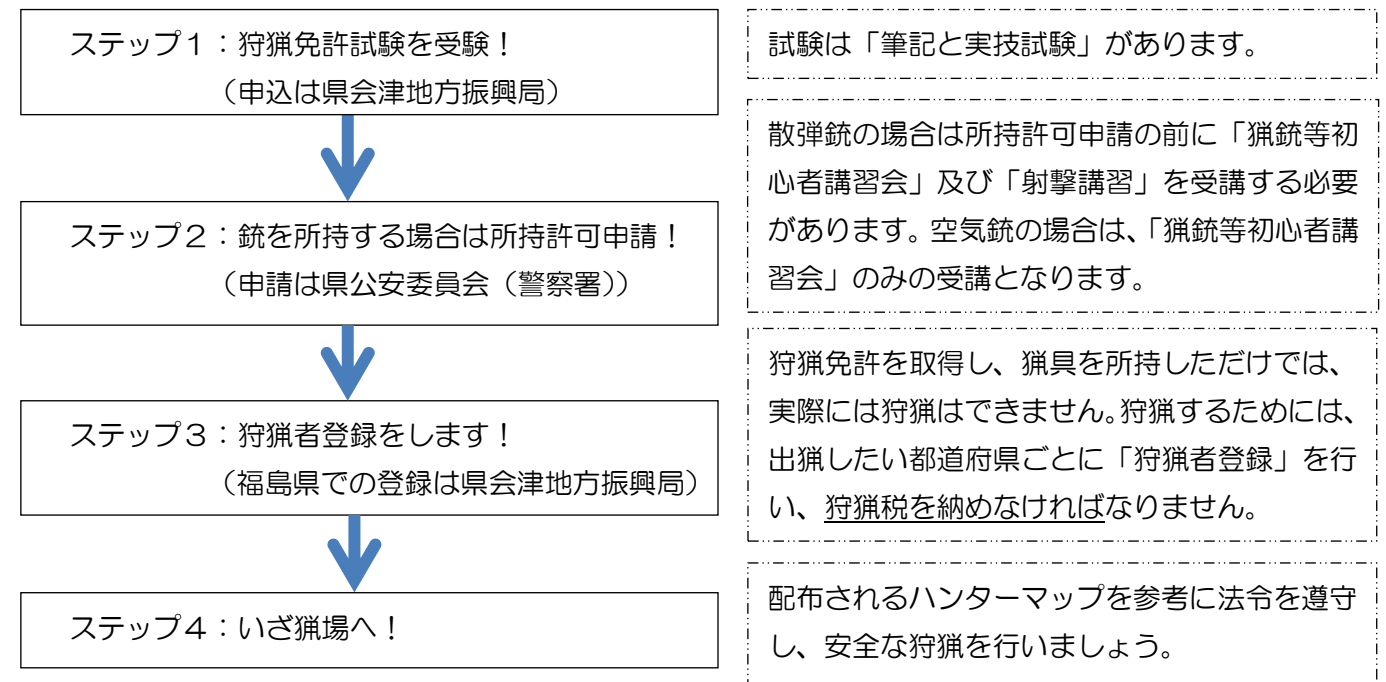 ステップ１：狩猟免許試験を受験！
（申込は県会津地方振興局）
試験は「筆記と実技試験」があります。
散弾銃の場合は所持許可申請の前に「猟銃等初
心者講習会」及び「射撃講習」を受講する必要
があります。空気銃の場合は、「猟銃等初心者講
習会」のみの受講となります。
ステップ２：銃を所持する場合は所持許可申請！
（申請は県公安委員会（警察署））
狩猟免許を取得し、猟具を所持しただけでは、
実際には狩猟はできません。狩猟するためには、
出猟したい都道府県ごとに「狩猟者登録」を行
い、狩猟税を納めなければなりません。
ステップ３：狩猟者登録をします！
（福島県での登録は県会津地方振興局）
ステップ４：いざ猟場へ！
配布されるハンターマップを参考に法令を遵守
し、安全な狩猟を行いましょう。